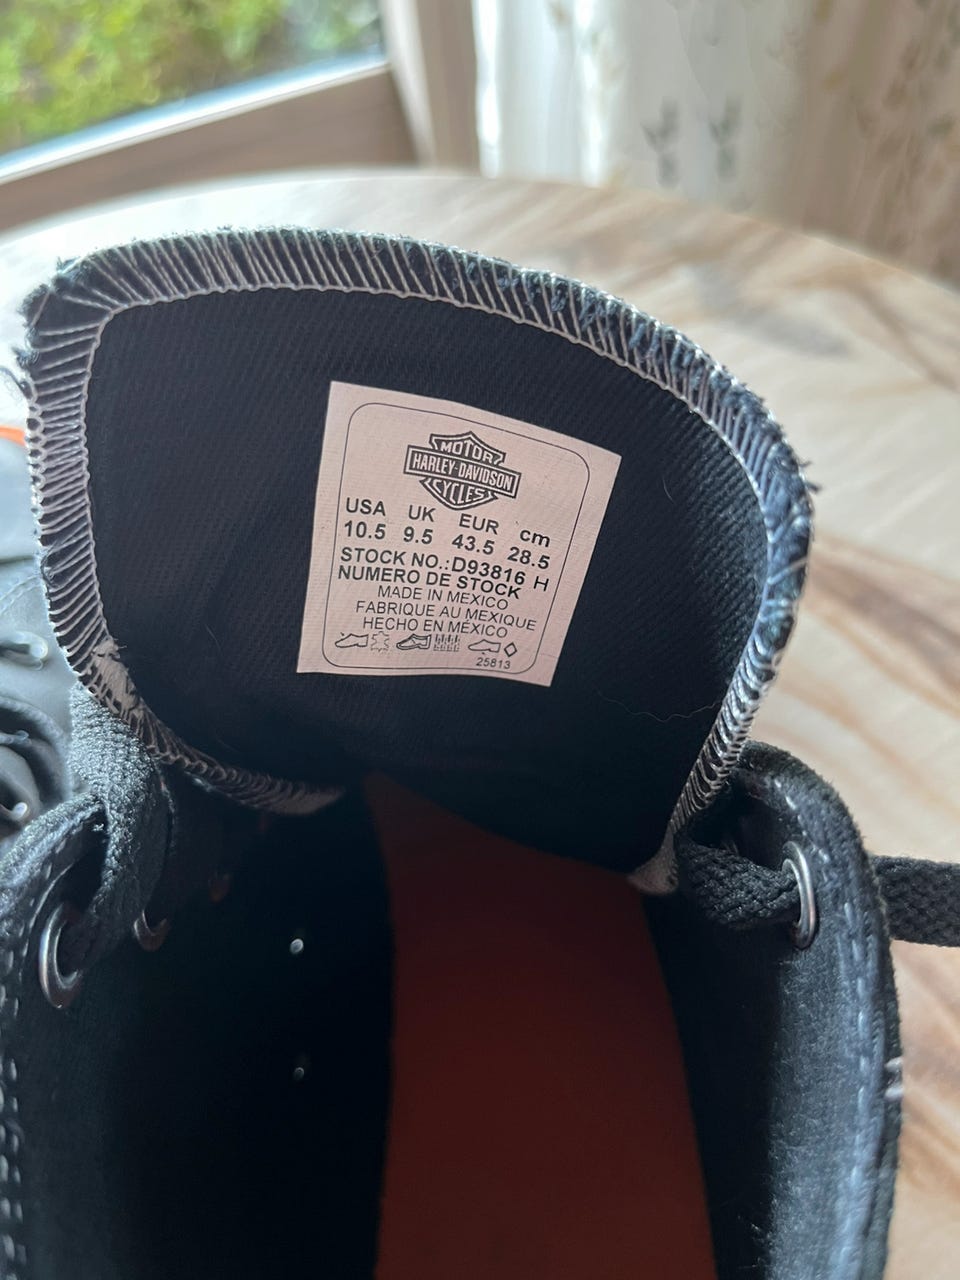 MOTOR
HARLEY-DAVIDSON
CYCLES
USA UK EUR cm
10.5 9.5 43.5 28.5
STOCK NO.:D93816 H
NUMERO DE STOCK
MADE IN MEXICO
FABRIQUE AU MEXIQUE
HECHO EN MÉXICO
25813